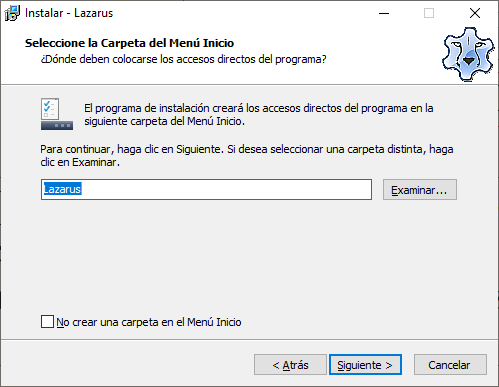 Instalar - Lazarus
Seleccione la Carpeta del Menú Inicio
¿Dónde deben colocarse los accesos directos del programa?
El programa de instalación creará los accesos directos del programa en la
siguiente carpeta del Menú Inicio.
Para continuar, haga clic en Siguiente. Si desea seleccionar una carpeta distinta, haga
clic en Examinar.
Lazarus
Examinar...
No crear una carpeta en el Menú Inicio
< Atrás
Siguiente >
Cancelar